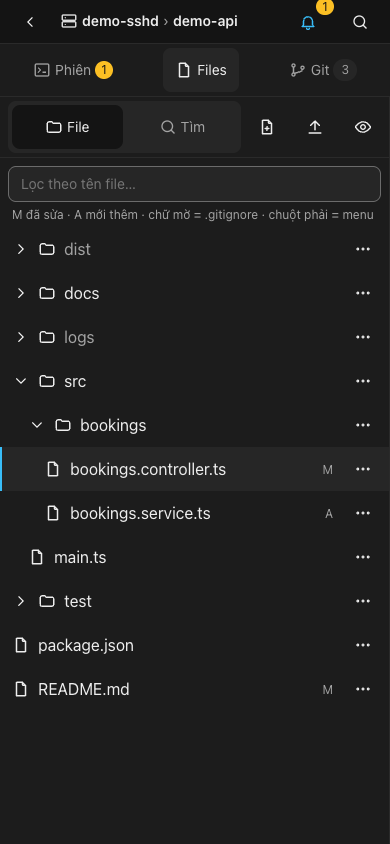 1
demo-sshd › demo-api
Phiên 1 Files Git 3
File Tìm
Lọc theo tên file...
M đã sửa · A mới thêm · chữ mờ = .gitignore · chuột phải = menu
dist
docs
logs
src
bookings
bookings.controller.ts M
bookings.service.ts A
main.ts
test
package.json
README.md M